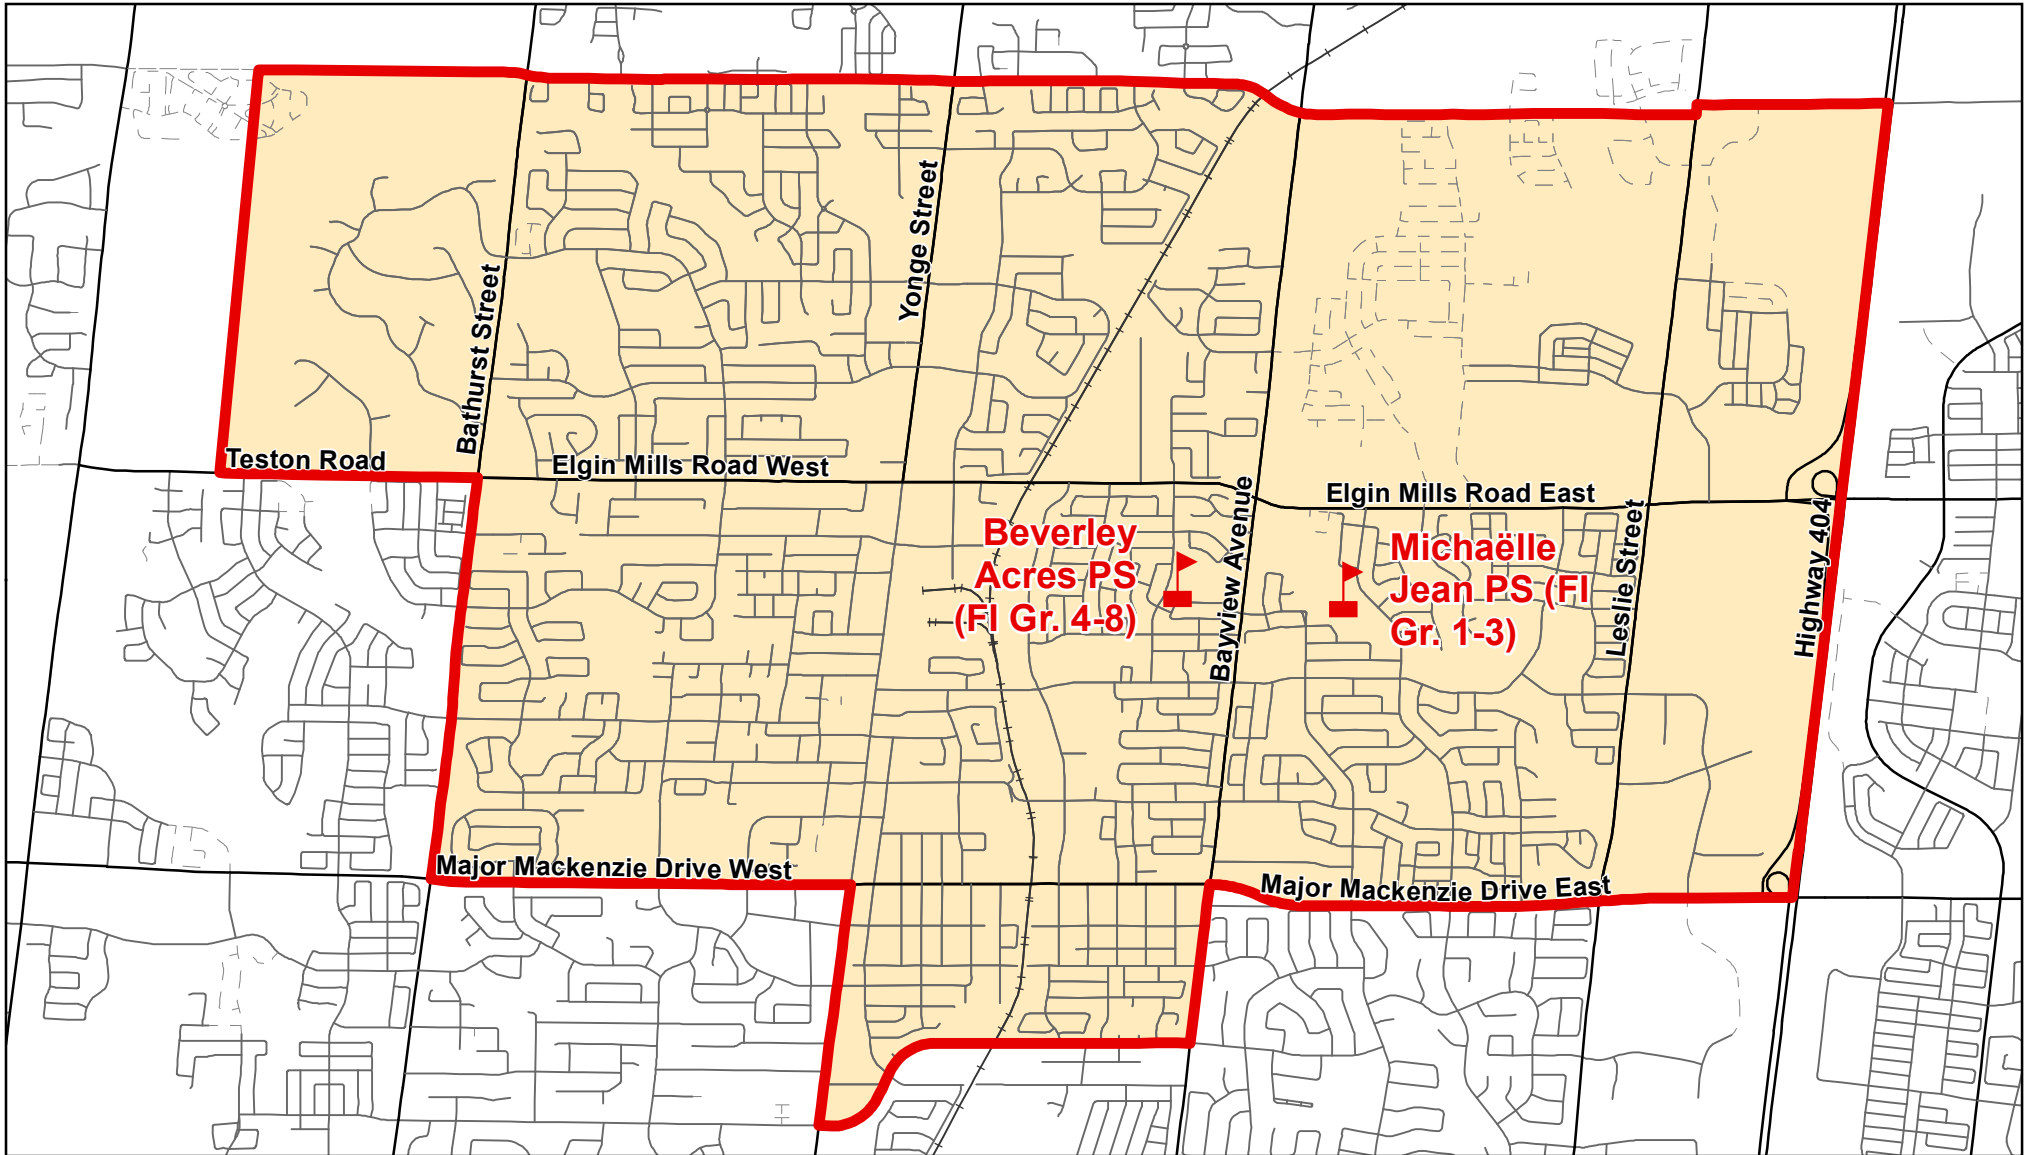 Yonge Street
Bathurst Street
Teston Road
Elgin Mills Road West
Elgin Mills Road East
Beverley
Acres PS
(FI Gr. 4-8)
Bayview Avenue
Michaëlle
Jean PS (FI
Gr. 1-3)
Leslie Street
Highway 404
Major Mackenzie Drive West
Major Mackenzie Drive East